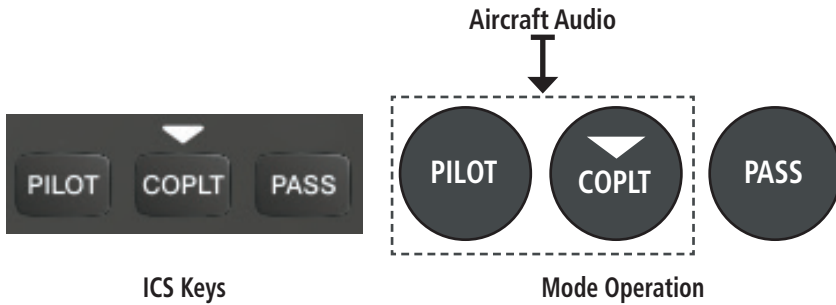 Aircraft Audio
PILOT COPLT PASS
PILOT COPLT PASS
ICS Keys
Mode Operation